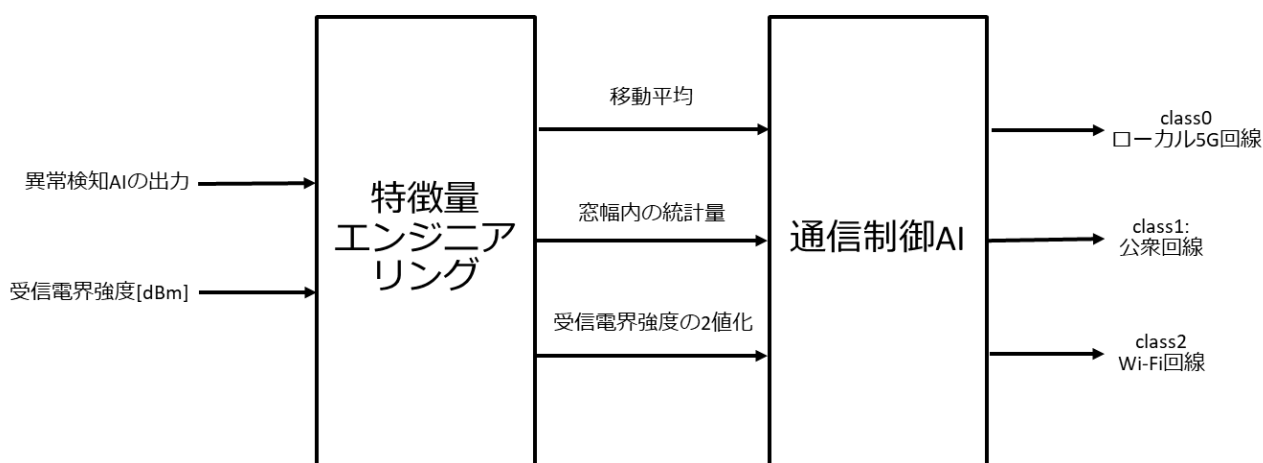 異常検知AIの出力
受信電界強度[dBm]
特徴量
エンジニア
リング
移動平均
窓幅内の統計量
受信電界強度の2値化
通信制御AI
class0
ローカル5G回線
class1:
公衆回線
class2
Wi-Fi回線